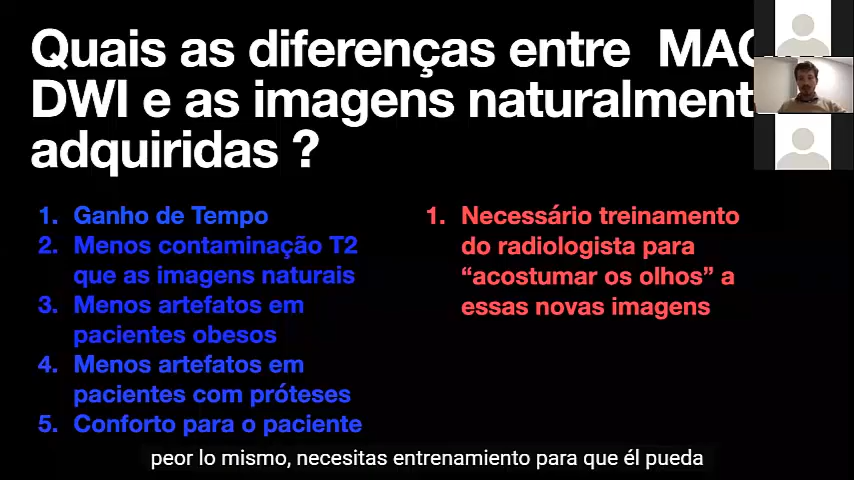 Quais as diferenças entre MAG
DWI e as imagens naturalment
adquiridas ?
1. Ganho de Tempo
2. Menos contaminação T2
que as imagens naturais
3. Menos artefatos em
pacientes obesos
4. Menos artefatos em
pacientes com próteses
5. Conforto para o paciente
1. Necessário treinamento
do radiologista para
“acostumar os olhos” a
essas novas imagens
peor lo mismo, necesitas entrenamiento para que él pueda